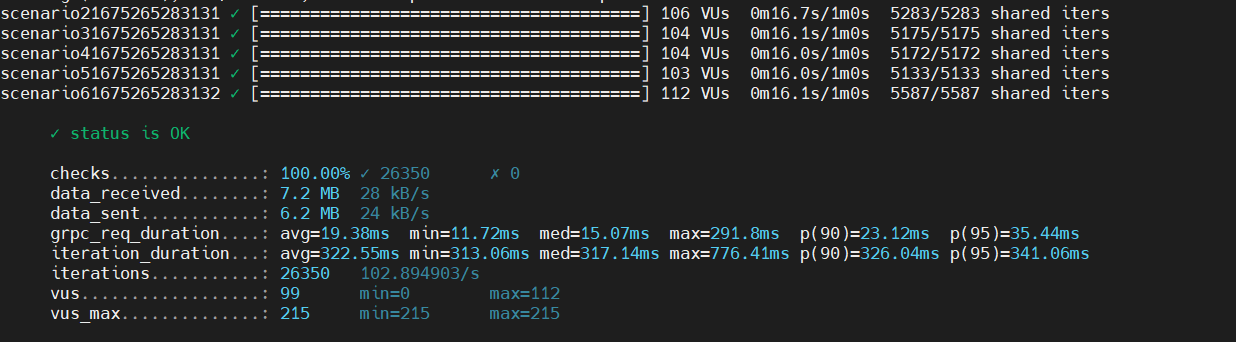 scenario21675265283131 ✓ [======================================] 106 VUs  0m16.7s/1m0s  5283/5283 shared iters
scenario31675265283131 ✓ [======================================] 104 VUs  0m16.1s/1m0s  5175/5175 shared iters
scenario41675265283131 ✓ [======================================] 104 VUs  0m16.0s/1m0s  5172/5172 shared iters
scenario51675265283131 ✓ [======================================] 103 VUs  0m16.0s/1m0s  5133/5133 shared iters
scenario61675265283132 ✓ [======================================] 112 VUs  0m16.1s/1m0s  5587/5587 shared iters
✓ status is OK
checks...............: 100.00% ✓ 26350      ✗ 0
data_received........: 7.2 MB  28 kB/s
data_sent............: 6.2 MB  24 kB/s
grpc_req_duration....: avg=19.38ms  min=11.72ms  med=15.07ms  max=291.8ms  p(90)=23.12ms  p(95)=35.44ms
iteration_duration...: avg=322.55ms min=313.06ms med=317.14ms max=776.41ms p(90)=326.04ms p(95)=341.06ms
iterations...........: 26350   102.894903/s
vus..................: 99      min=0        max=112
vus_max..............: 215     min=215      max=215